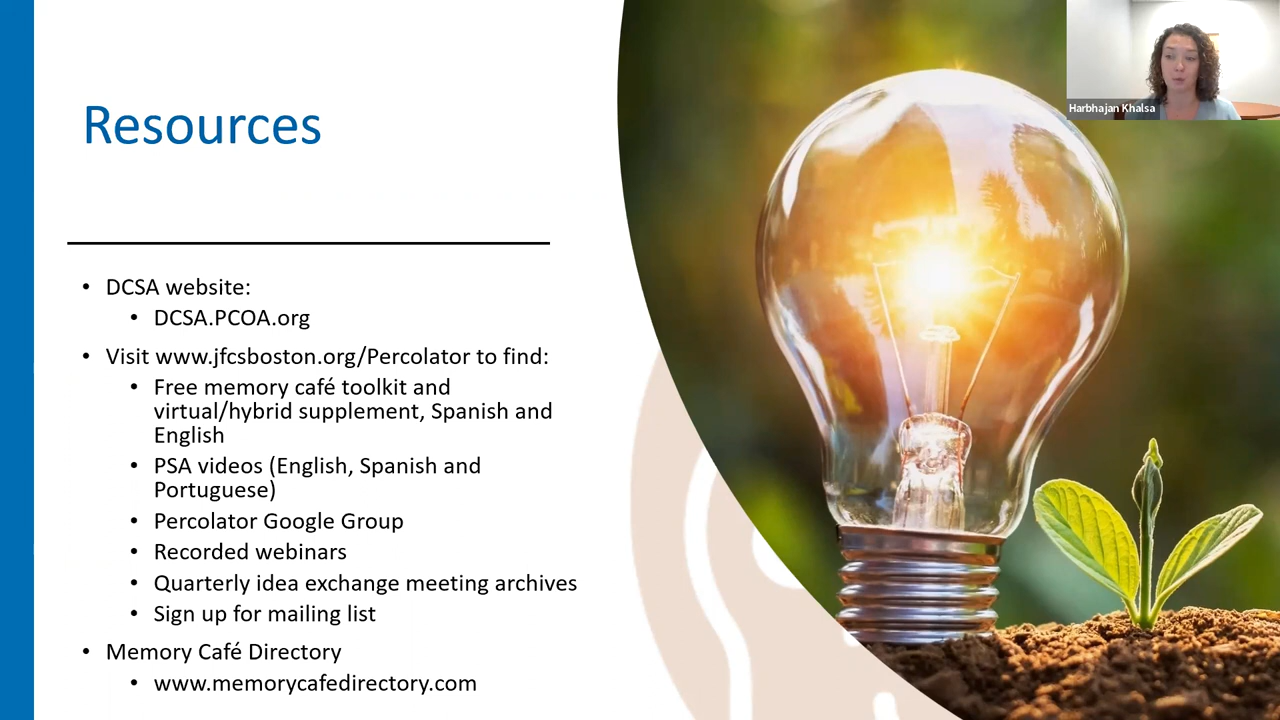 Resources
• DCSA website:
• DCSA.PCOA.org
• Visit www.jfcsboston.org/Percolator to find:
• Free memory café toolkit and
virtual/hybrid supplement, Spanish and
English
• PSA videos (English, Spanish and
Portuguese)
• Percolator Google Group
• Recorded webinars
• Quarterly idea exchange meeting archives
• Sign up for mailing list
• Memory Café Directory
• www.memorycafedirectory.com
Harbhajan Khalsa